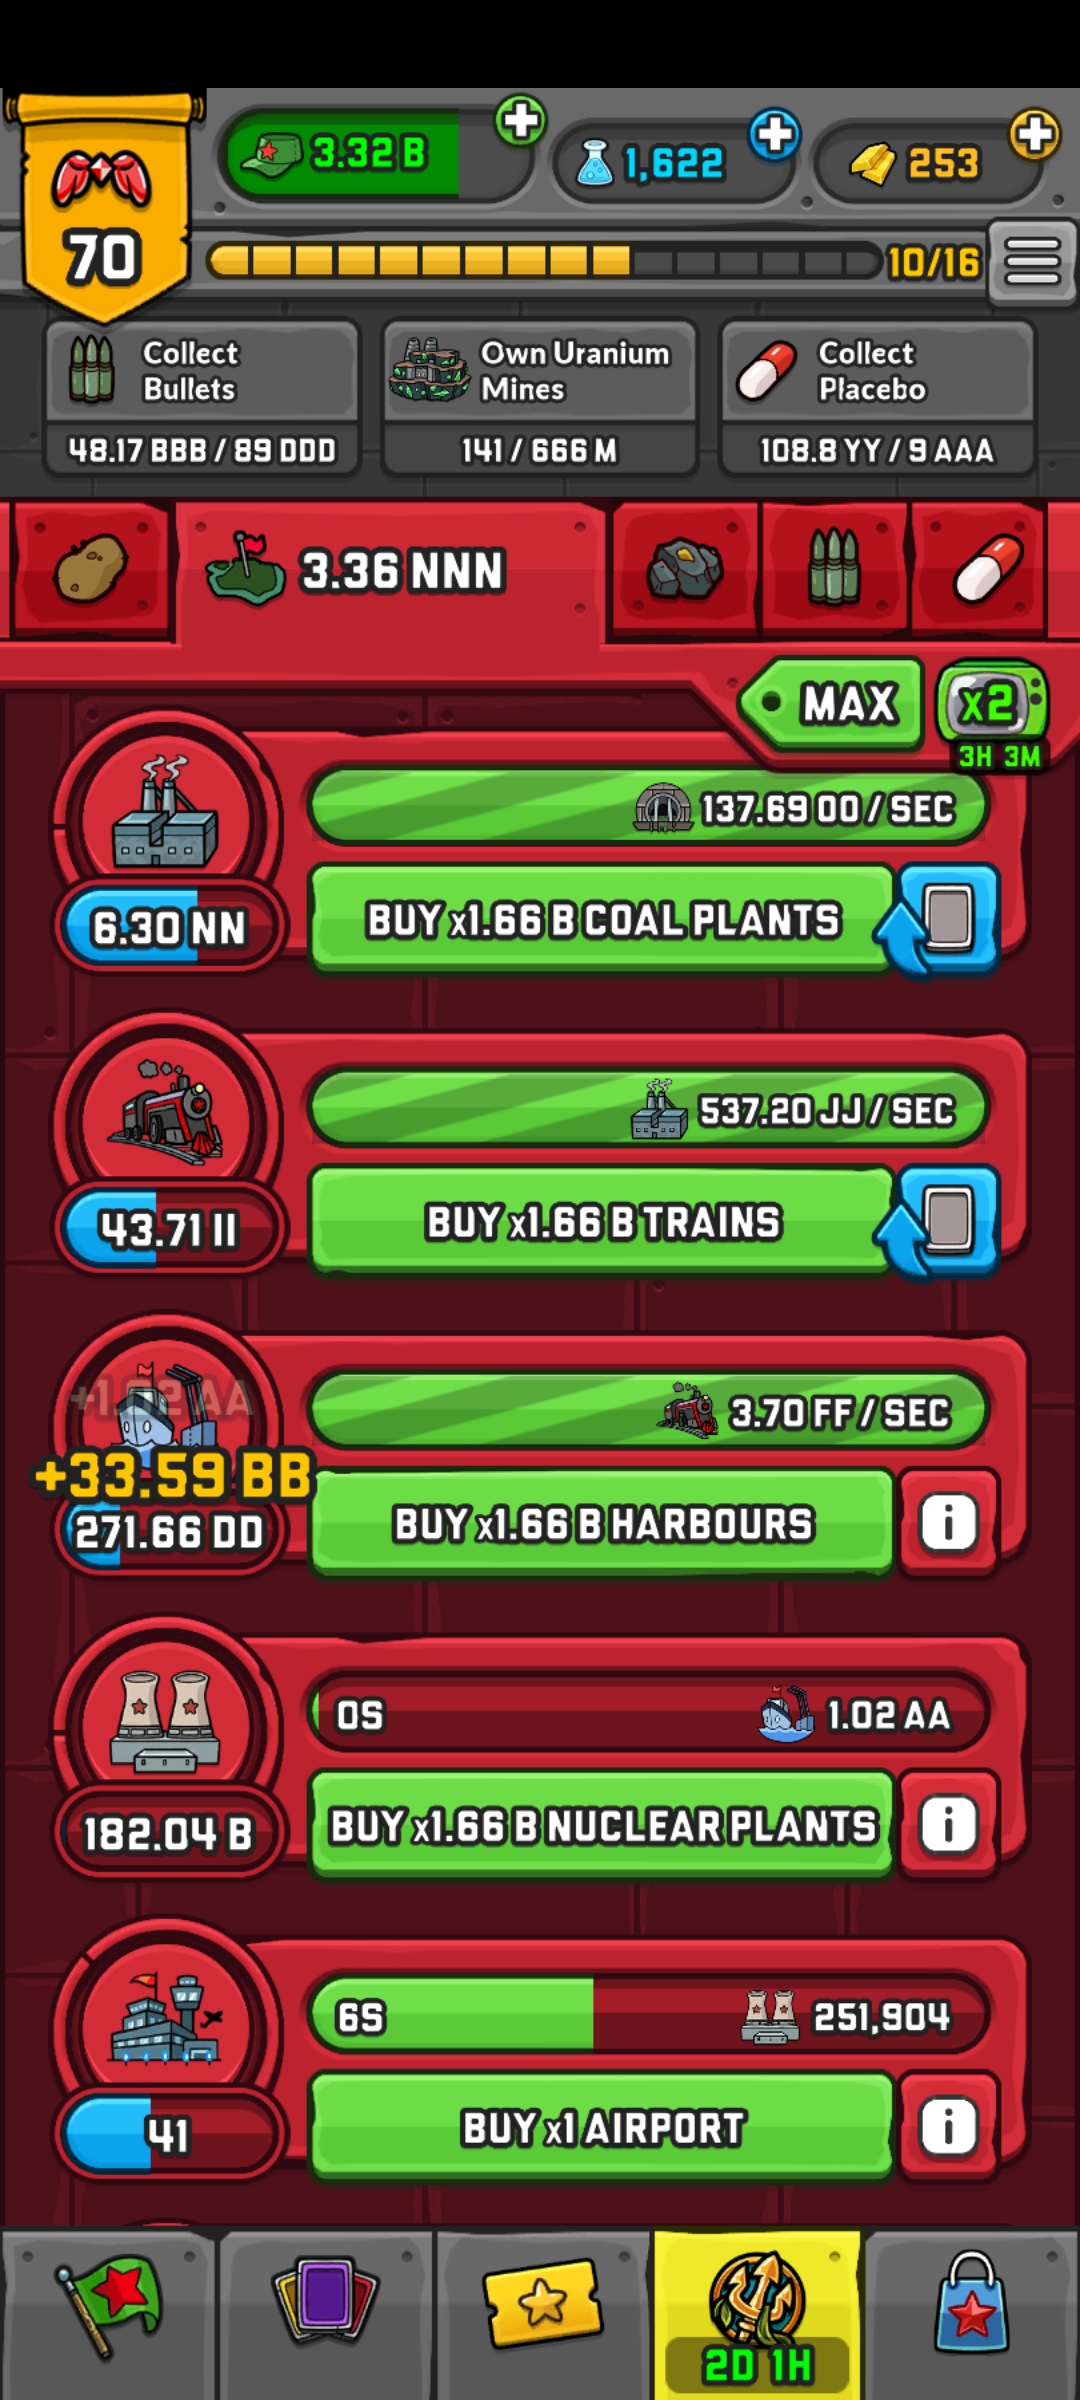 3.32 B
1,622
253
70
10/16
Collect
Bullets
48.17 BBB / 89 DDD
Own Uranium
Mines
141 / 666 M
Collect
Placebo
108.8 YY / 9 AAA
3.36 NNN
MAX
x2
3H 3M
137.69 OO / SEC
6.30 NN
BUY x1.66 B COAL PLANTS
537.20 JJ / SEC
43.71 II
BUY x1.66 B TRAINS
+1.02 AA
3.70 FF / SEC
+33.59 BB
271.66 DD
BUY x1.66 B HARBOURS
i
0S
1.02 AA
182.04 B
BUY x1.66 B NUCLEAR PLANTS
i
6S
251,904
41
BUY x1 AIRPORT
i
2D 1H